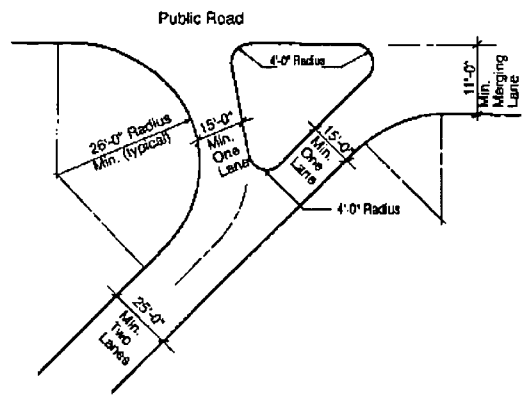 Public Road
4'-0" Radius
11'-0"
Min.
Merging
Lane
26'-0" Radius
Min. (typical)
15'-0"
Min.
One
Lane
15'-0"
Min.
One
Lane
4'-0" Radius
25'-0"
Min.
Two
Lanes